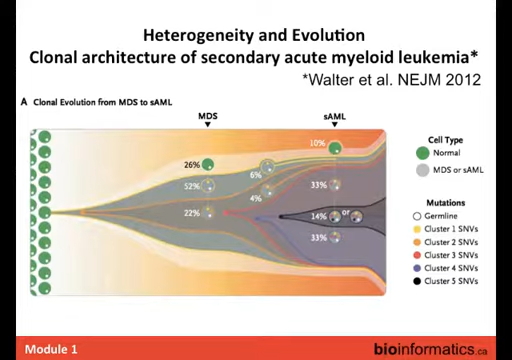 Heterogeneity and Evolution
Clonal architecture of secondary acute myeloid leukemia*
*Walter et al. NEJM 2012
A Clonal Evolution from MDS to sAML
MDS
sAML
10%
26%
6%
52%
33%
4%
22%
14%
or
33%
Cell Type
Normal
MDS or sAML
Mutations
Germline
Cluster 1 SNVs
Cluster 2 SNVs
Cluster 3 SNVs
Cluster 4 SNVs
Cluster 5 SNVs
Module 1
bioinformatics.ca